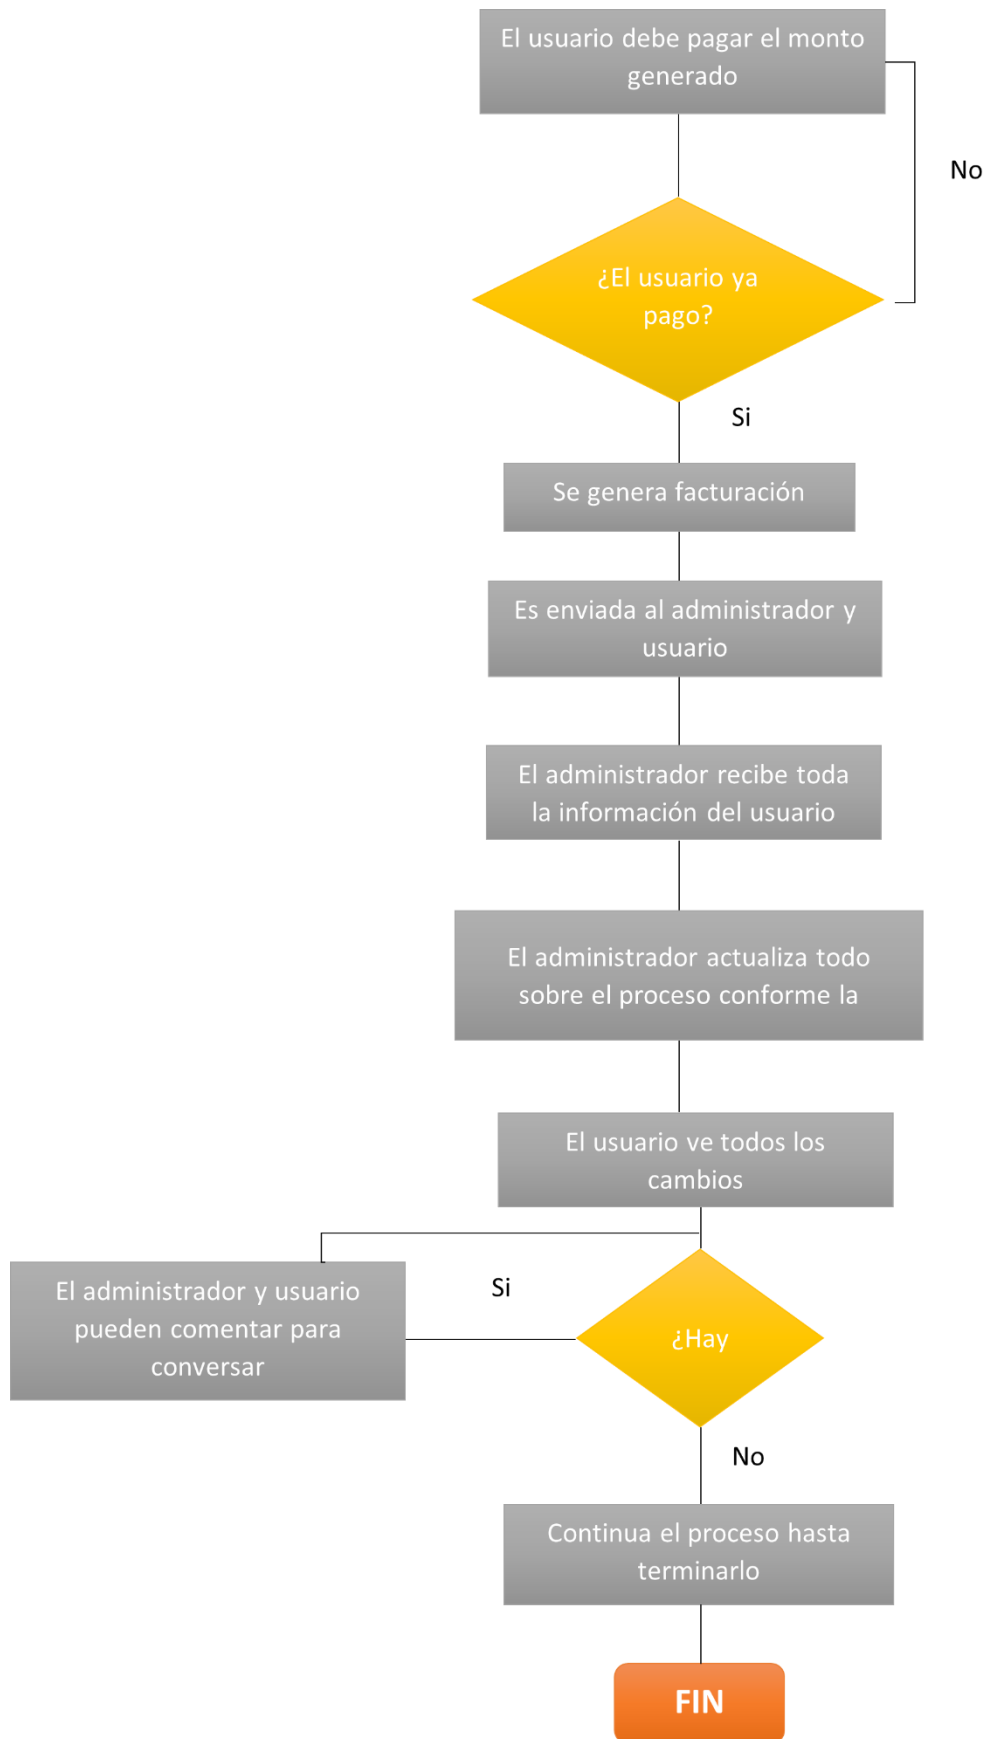 El usuario debe pagar el monto
generado
No
¿El usuario ya
pago?
Si
Se genera facturación
Es enviada al administrador y
usuario
El administrador recibe toda
la información del usuario
El administrador actualiza todo
sobre el proceso conforme la
El usuario ve todos los
cambios
El administrador y usuario
pueden comentar para
conversar
Si
¿Hay
No
Continua el proceso hasta
terminarlo
FIN